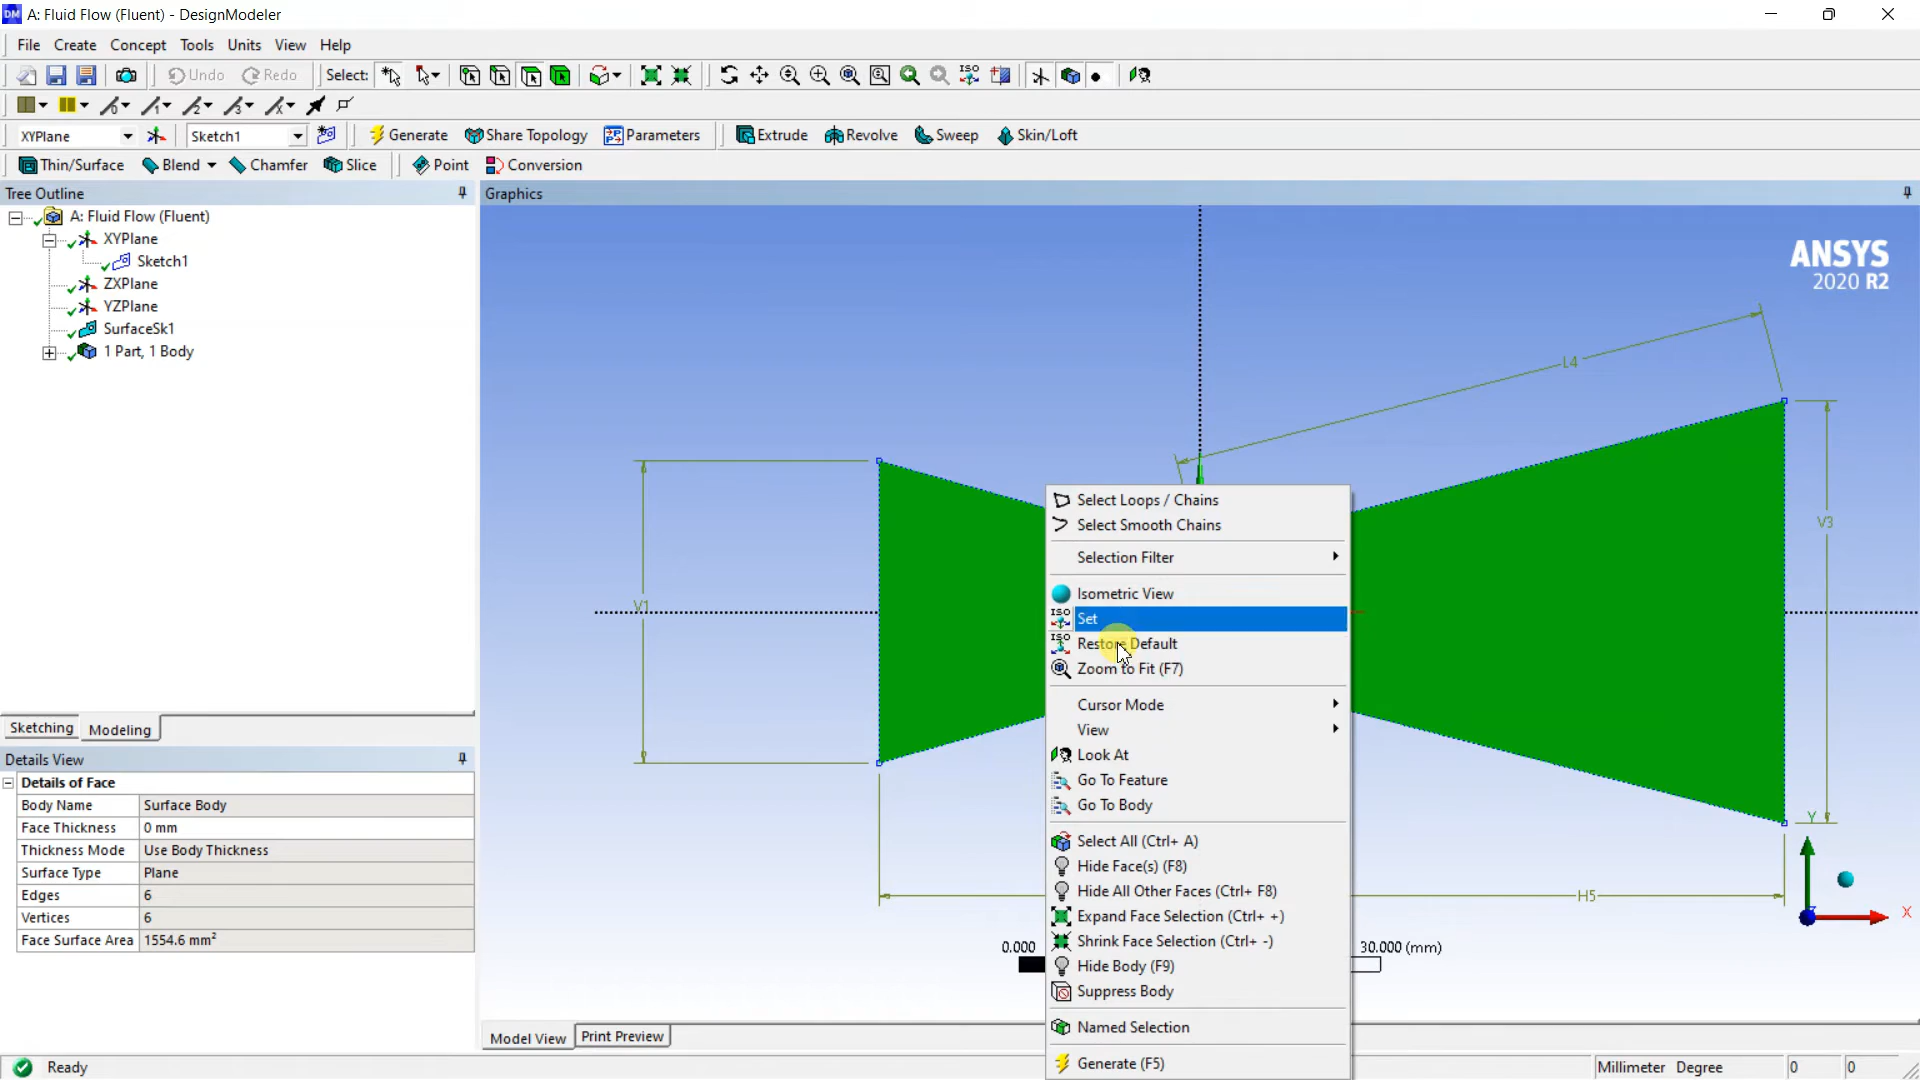 A: Fluid Flow (Fluent) - DesignModeler
File Create Concept Tools Units View Help
Undo Redo Select: ISO
XYPlane Sketch1 Generate Share Topology Parameters Extrude Revolve Sweep Skin/Loft
Thin/Surface Blend Chamfer Slice Point Conversion
Tree Outline
A: Fluid Flow (Fluent)
XYPlane
Sketch1
ZXPlane
YZPlane
SurfaceSk1
1 Part, 1 Body
Sketching Modeling
Details View
Details of Face
Body Name Surface Body
Face Thickness 0 mm
Thickness Mode Use Body Thickness
Surface Type Plane
Edges 6
Vertices 6
Face Surface Area 1554.6 mm²
Graphics
ANSYS
2020 R2
L4
V3
V1
H5
Select Loops / Chains
Select Smooth Chains
Selection Filter
Isometric View
ISO Set
ISO Restore Default
Zoom to Fit (F7)
Cursor Mode
View
Look At
Go To Feature
Go To Body
Select All (Ctrl+ A)
Hide Face(s) (F8)
Hide All Other Faces (Ctrl+ F8)
Expand Face Selection (Ctrl+ +)
Shrink Face Selection (Ctrl+ -)
Hide Body (F9)
Suppress Body
Named Selection
Generate (F5)
0.000 30.000 (mm)
Y
X
Model View Print Preview
Ready Millimeter Degree 0 0